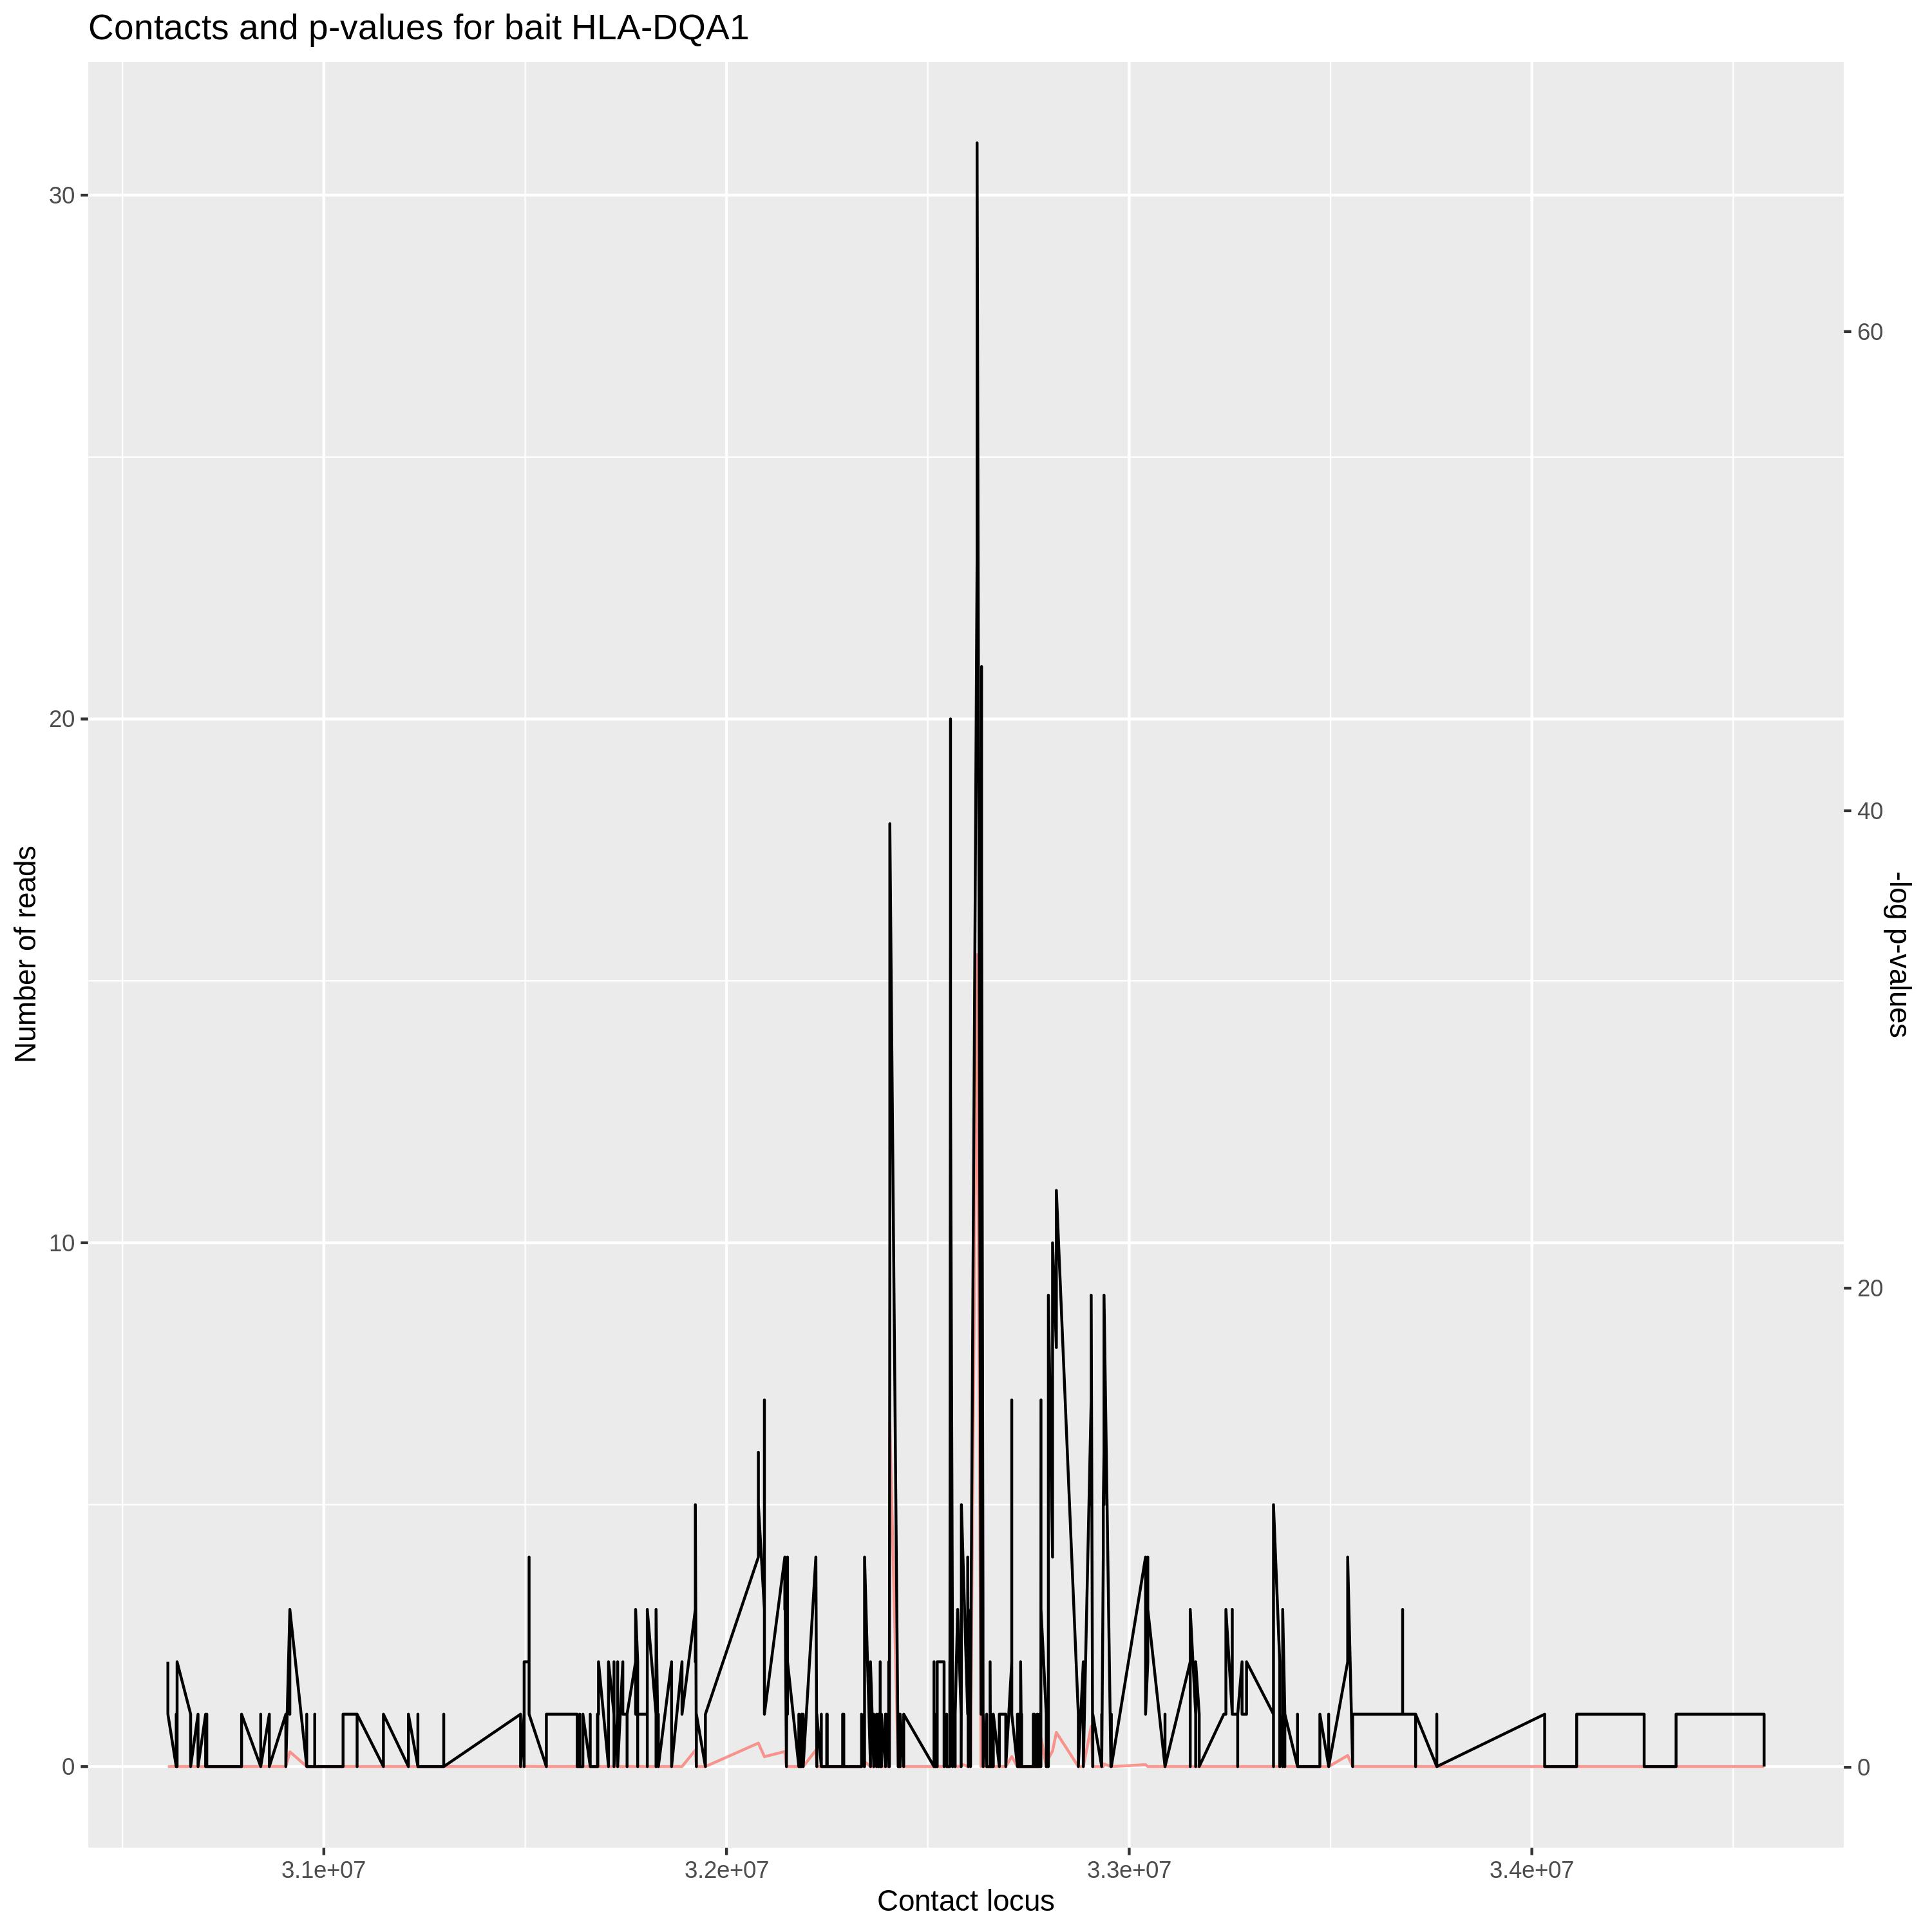 Contacts and p-values for bait HLA-DQA1
30
20
10
0
60
40
20
0
Number of reads
-log p-values
3.1e+07 3.2e+07 3.3e+07 3.4e+07
Contact locus